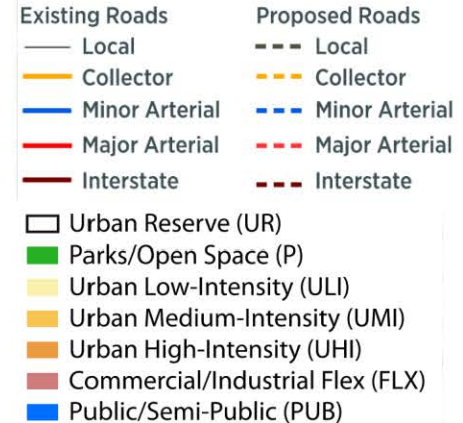 Existing Roads
Local
Collector
Minor Arterial
Major Arterial
Interstate
Proposed Roads
Local
Collector
Minor Arterial
Major Arterial
Interstate
Urban Reserve (UR)
Parks/Open Space (P)
Urban Low-Intensity (ULI)
Urban Medium-Intensity (UMI)
Urban High-Intensity (UHI)
Commercial/Industrial Flex (FLX)
Public/Semi-Public (PUB)